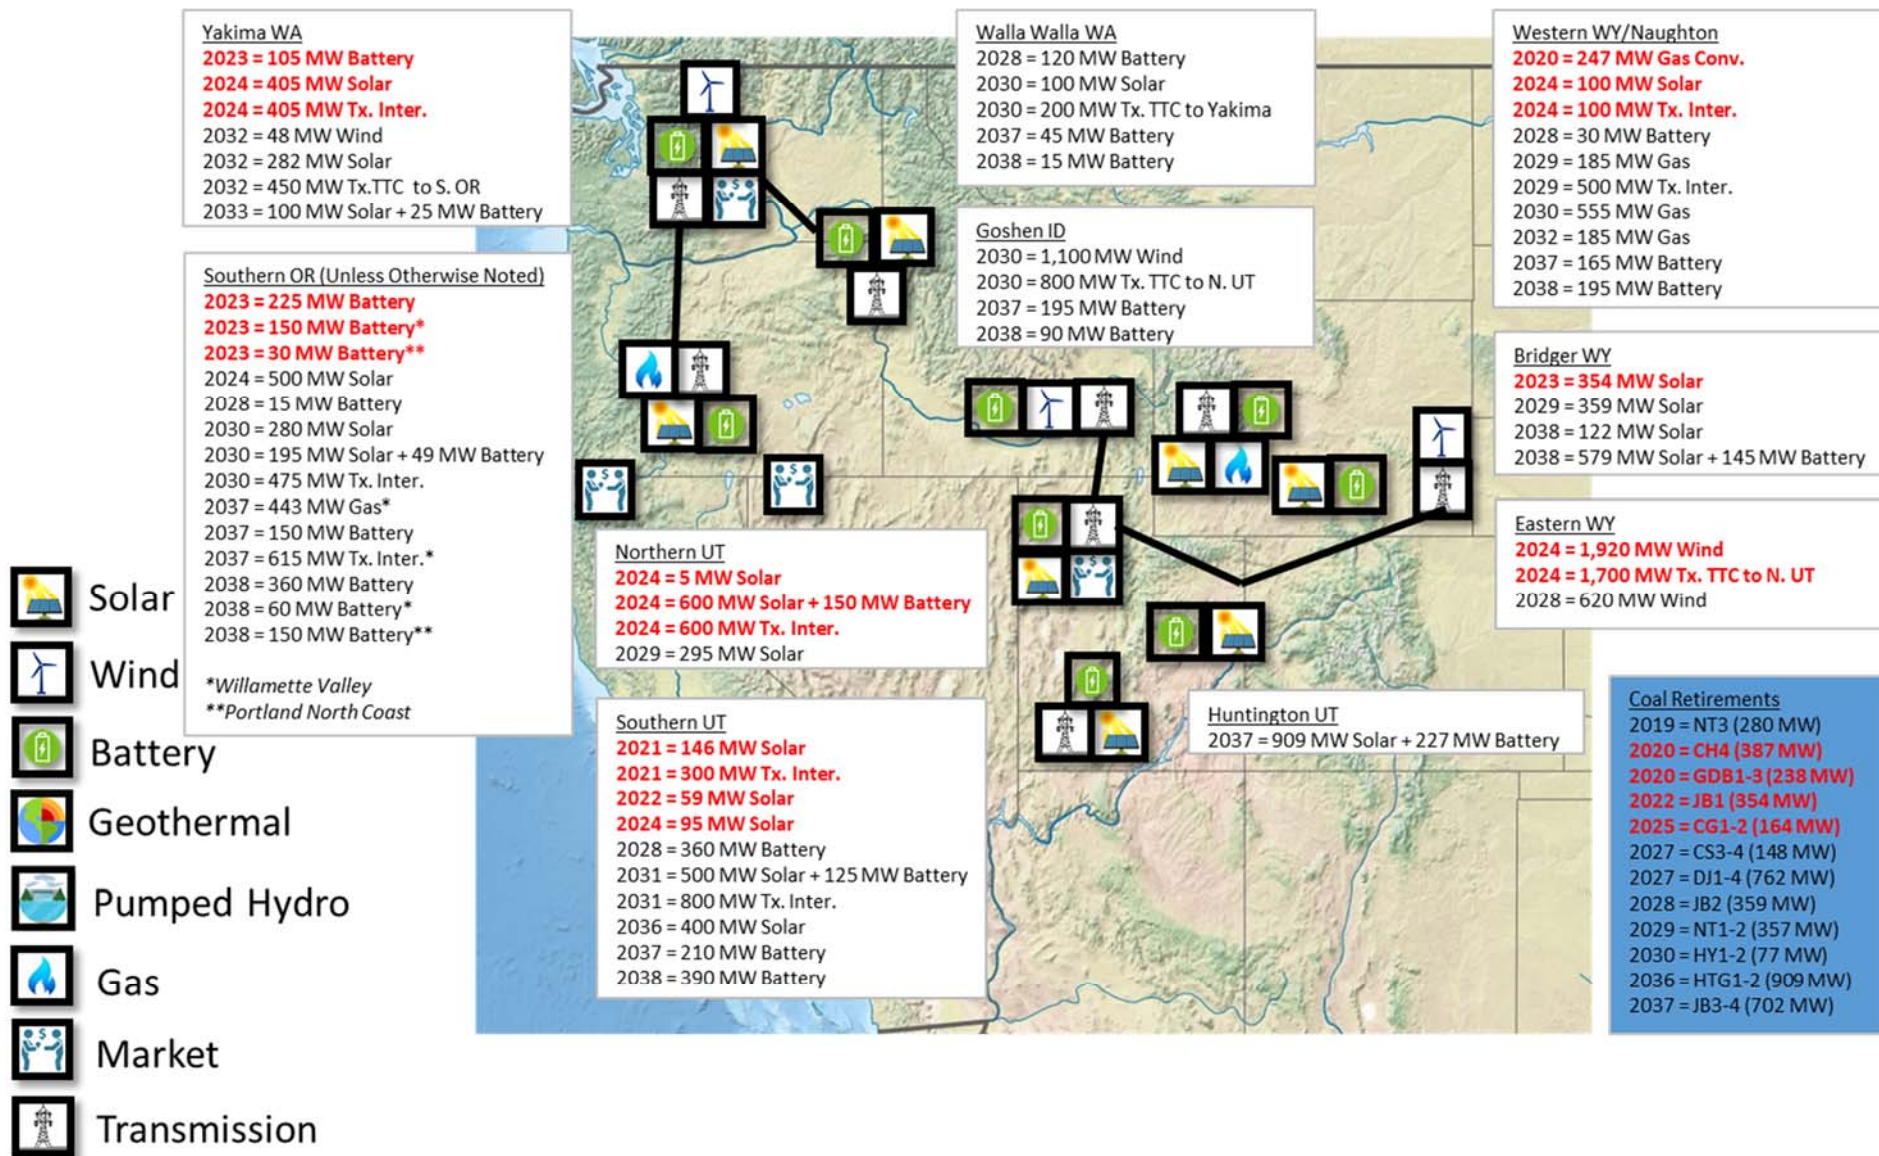 Yakima WA
2023 = 105 MW Battery
2024 = 405 MW Solar
2024 = 405 MW Tx. Inter.
2032 = 48 MW Wind
2032 = 282 MW Solar
2032 = 450 MW Tx.TTC to S. OR
2033 = 100 MW Solar + 25 MW Battery
Southern OR (Unless Otherwise Noted)
2023 = 225 MW Battery
2023 = 150 MW Battery*
2023 = 30 MW Battery**
2024 = 500 MW Solar
2028 = 15 MW Battery
2030 = 280 MW Solar
2030 = 195 MW Solar + 49 MW Battery
2030 = 475 MW Tx. Inter.
2037 = 443 MW Gas*
2037 = 150 MW Battery
2037 = 615 MW Tx. Inter.*
2038 = 360 MW Battery
2038 = 60 MW Battery*
2038 = 150 MW Battery**
*Willamette Valley
**Portland North Coast
Walla Walla WA
2028 = 120 MW Battery
2030 = 100 MW Solar
2030 = 200 MW Tx. TTC to Yakima
2037 = 45 MW Battery
2038 = 15 MW Battery
Goshen ID
2030 = 1,100 MW Wind
2030 = 800 MW Tx. TTC to N. UT
2037 = 195 MW Battery
2038 = 90 MW Battery
Western WY/Naughton
2020 = 247 MW Gas Conv.
2024 = 100 MW Solar
2024 = 100 MW Tx. Inter.
2028 = 30 MW Battery
2029 = 185 MW Gas
2029 = 500 MW Tx. Inter.
2030 = 555 MW Gas
2032 = 185 MW Gas
2037 = 165 MW Battery
2038 = 195 MW Battery
Bridger WY
2023 = 354 MW Solar
2029 = 359 MW Solar
2038 = 122 MW Solar
2038 = 579 MW Solar + 145 MW Battery
Eastern WY
2024 = 1,920 MW Wind
2024 = 1,700 MW Tx. TTC to N. UT
2028 = 620 MW Wind
Northern UT
2024 = 5 MW Solar
2024 = 600 MW Solar + 150 MW Battery
2024 = 600 MW Tx. Inter.
2029 = 295 MW Solar
Southern UT
2021 = 146 MW Solar
2021 = 300 MW Tx. Inter.
2022 = 59 MW Solar
2024 = 95 MW Solar
2028 = 360 MW Battery
2031 = 500 MW Solar + 125 MW Battery
2031 = 800 MW Tx. Inter.
2036 = 400 MW Solar
2037 = 210 MW Battery
2038 = 390 MW Battery
Huntington UT
2037 = 909 MW Solar + 227 MW Battery
Coal Retirements
2019 = NT3 (280 MW)
2020 = CH4 (387 MW)
2020 = GDB1-3 (238 MW)
2022 = JB1 (354 MW)
2025 = CG1-2 (164 MW)
2027 = CS3-4 (148 MW)
2027 = DJ1-4 (762 MW)
2028 = JB2 (359 MW)
2029 = NT1-2 (357 MW)
2030 = HY1-2 (77 MW)
2036 = HTG1-2 (909 MW)
2037 = JB3-4 (702 MW)
Solar
Wind
Battery
Geothermal
Pumped Hydro
Gas
Market
Transmission